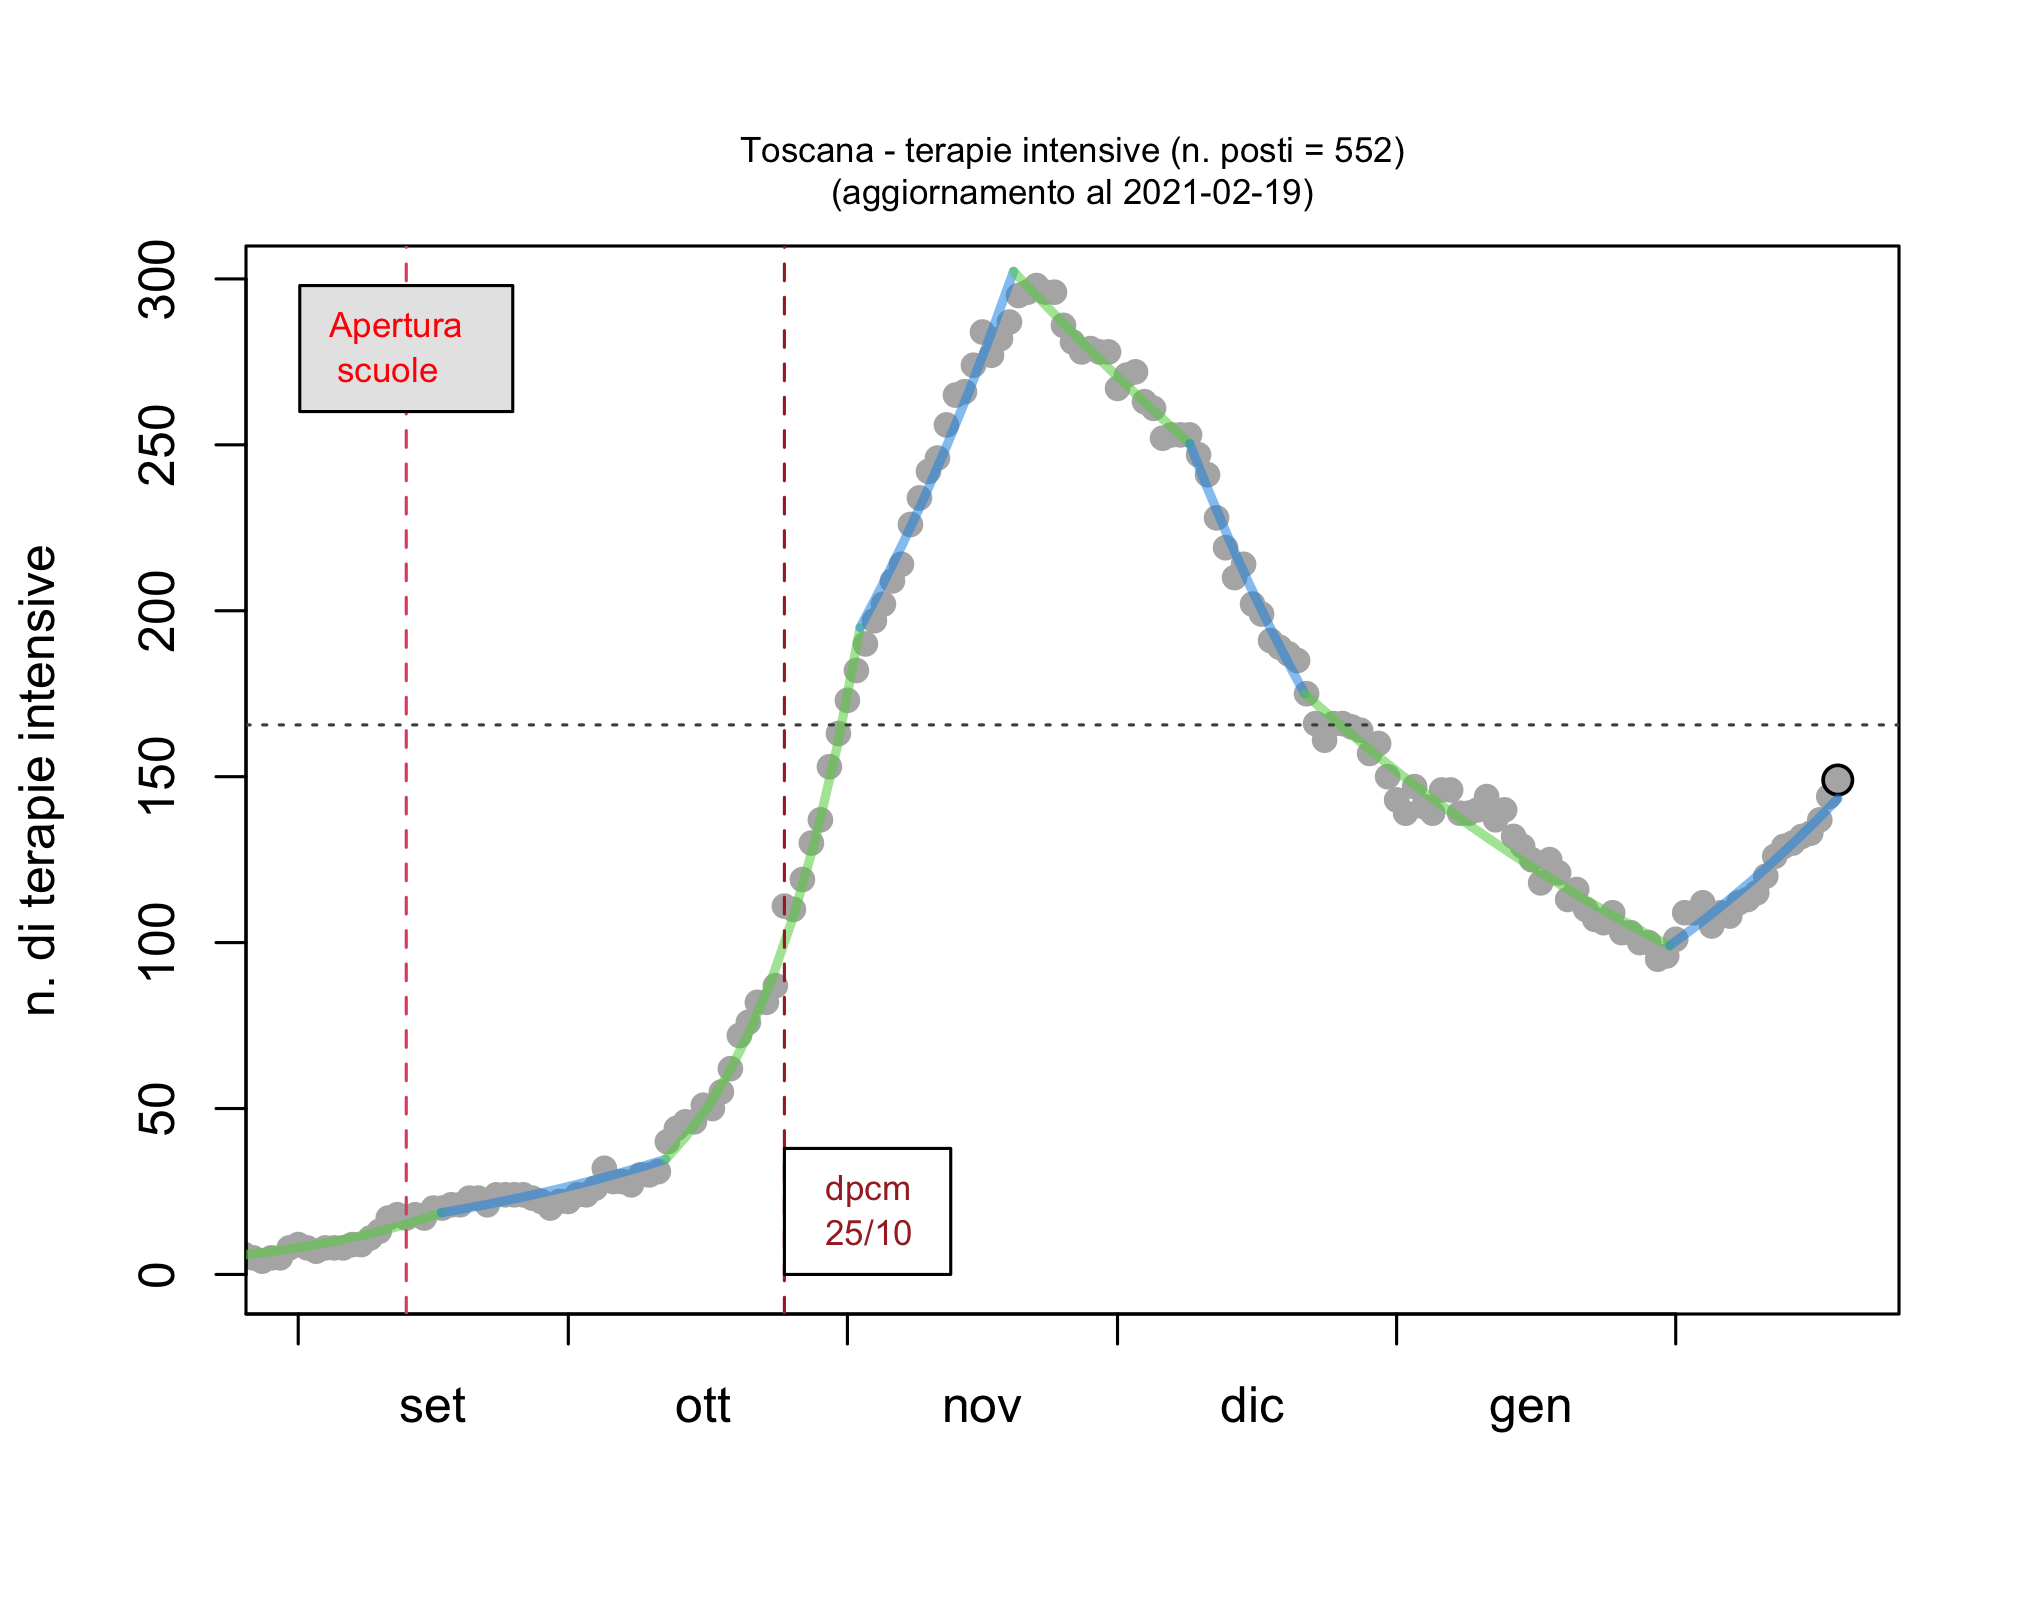 Toscana - terapie intensive (n. posti = 552)
(aggiornamento al 2021-02-19)
n. di terapie intensive
300
250
200
150
100
50
0
Apertura
scuole
dpcm
25/10
set ott nov dic gen